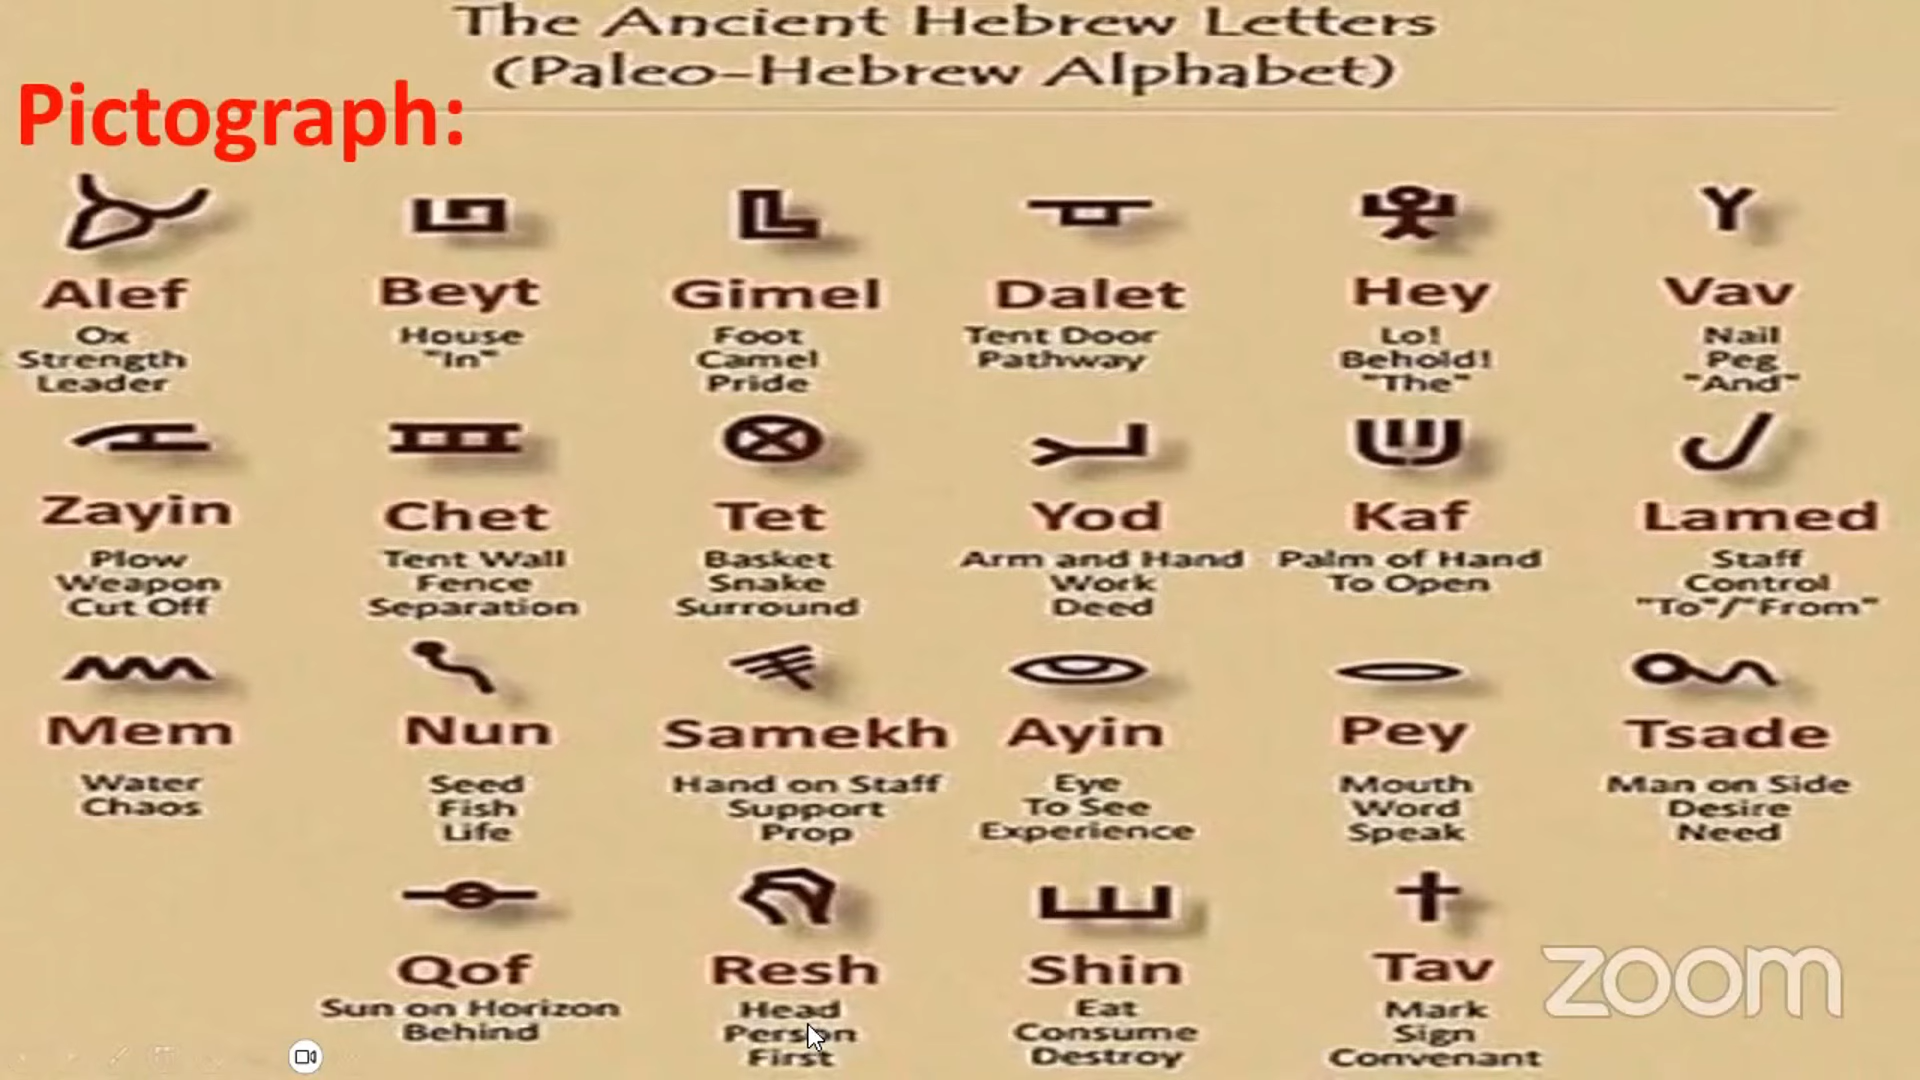 The Ancient Hebrew Letters
(Paleo-Hebrew Alphabet)
Pictograph:
Alef
Ox
Strength
Leader
Beyt
House
"In"
Gimel
Foot
Camel
Pride
Dalet
Tent Door
Pathway
Hey
Lo!
Behold!
"The"
Vav
Nail
Peg
"And"
Zayin
Plow
Weapon
Cut Off
Chet
Tent Wall
Fence
Separation
Tet
Basket
Snake
Surround
Yod
Arm and Hand
Work
Deed
Kaf
Palm of Hand
To Open
Lamed
Staff
Control
"To"/"From"
Mem
Water
Chaos
Nun
Seed
Fish
Life
Samekh
Hand on Staff
Support
Prop
Ayin
Eye
To See
Experience
Pey
Mouth
Word
Speak
Tsade
Man on Side
Desire
Need
Qof
Sun on Horizon
Behind
Resh
Head
Person
First
Shin
Eat
Consume
Destroy
Tav
Mark
Sign
Convenant
zoom